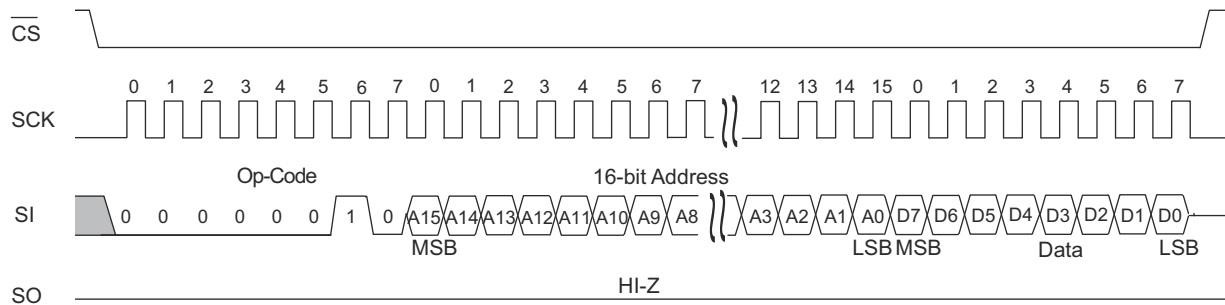 CS
0 1 2 3 4 5 6 7 0 1 2 3 4 5 6 7 12 13 14 15 0 1 2 3 4 5 6 7
SCK
Op-Code 16-bit Address
SI 0 0 0 0 0 0 1 0 A15 A14 A13 A12 A11 A10 A9 A8 A3 A2 A1 A0 D7 D6 D5 D4 D3 D2 D1 D0
MSB LSB MSB Data LSB
HI-Z
SO